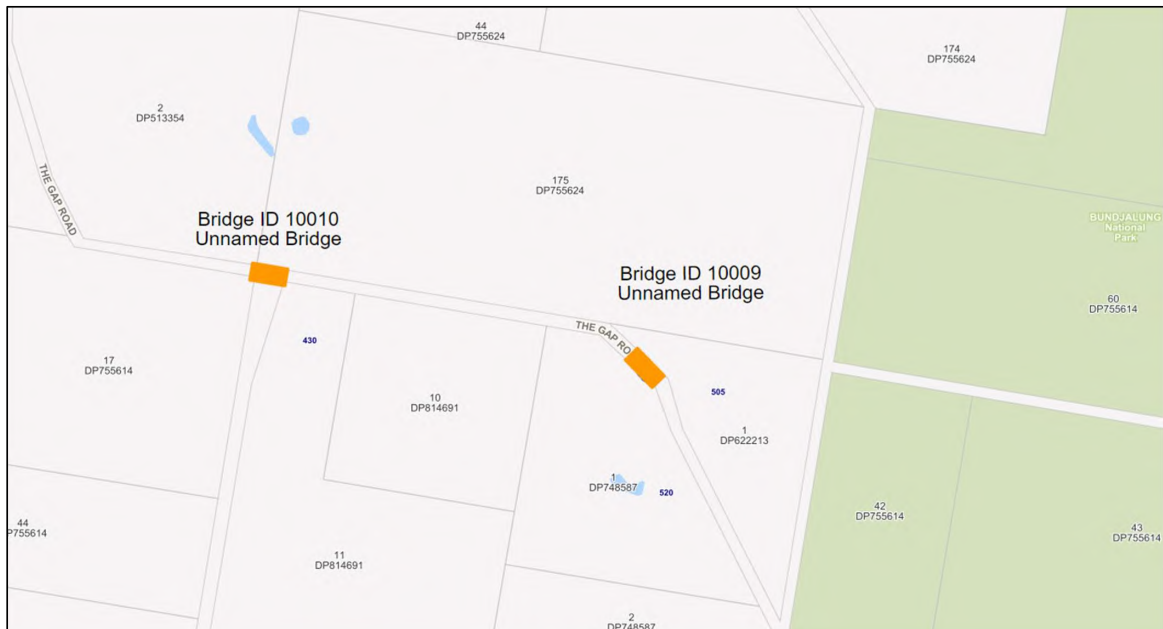 44
DP755624
174
DP755624
2
DP513354
THE GAP ROAD
175
DP755624
Bridge ID 10010
Unnamed Bridge
BUNDJALUNG
National
Park
Bridge ID 10009
Unnamed Bridge
60
DP755614
THE GAP RO
430
17
DP755614
505
10
DP814691
1
DP622213
1
DP748587
520
42
DP755614
44
P755614
43
DP755614
11
DP814691
2
DP748587